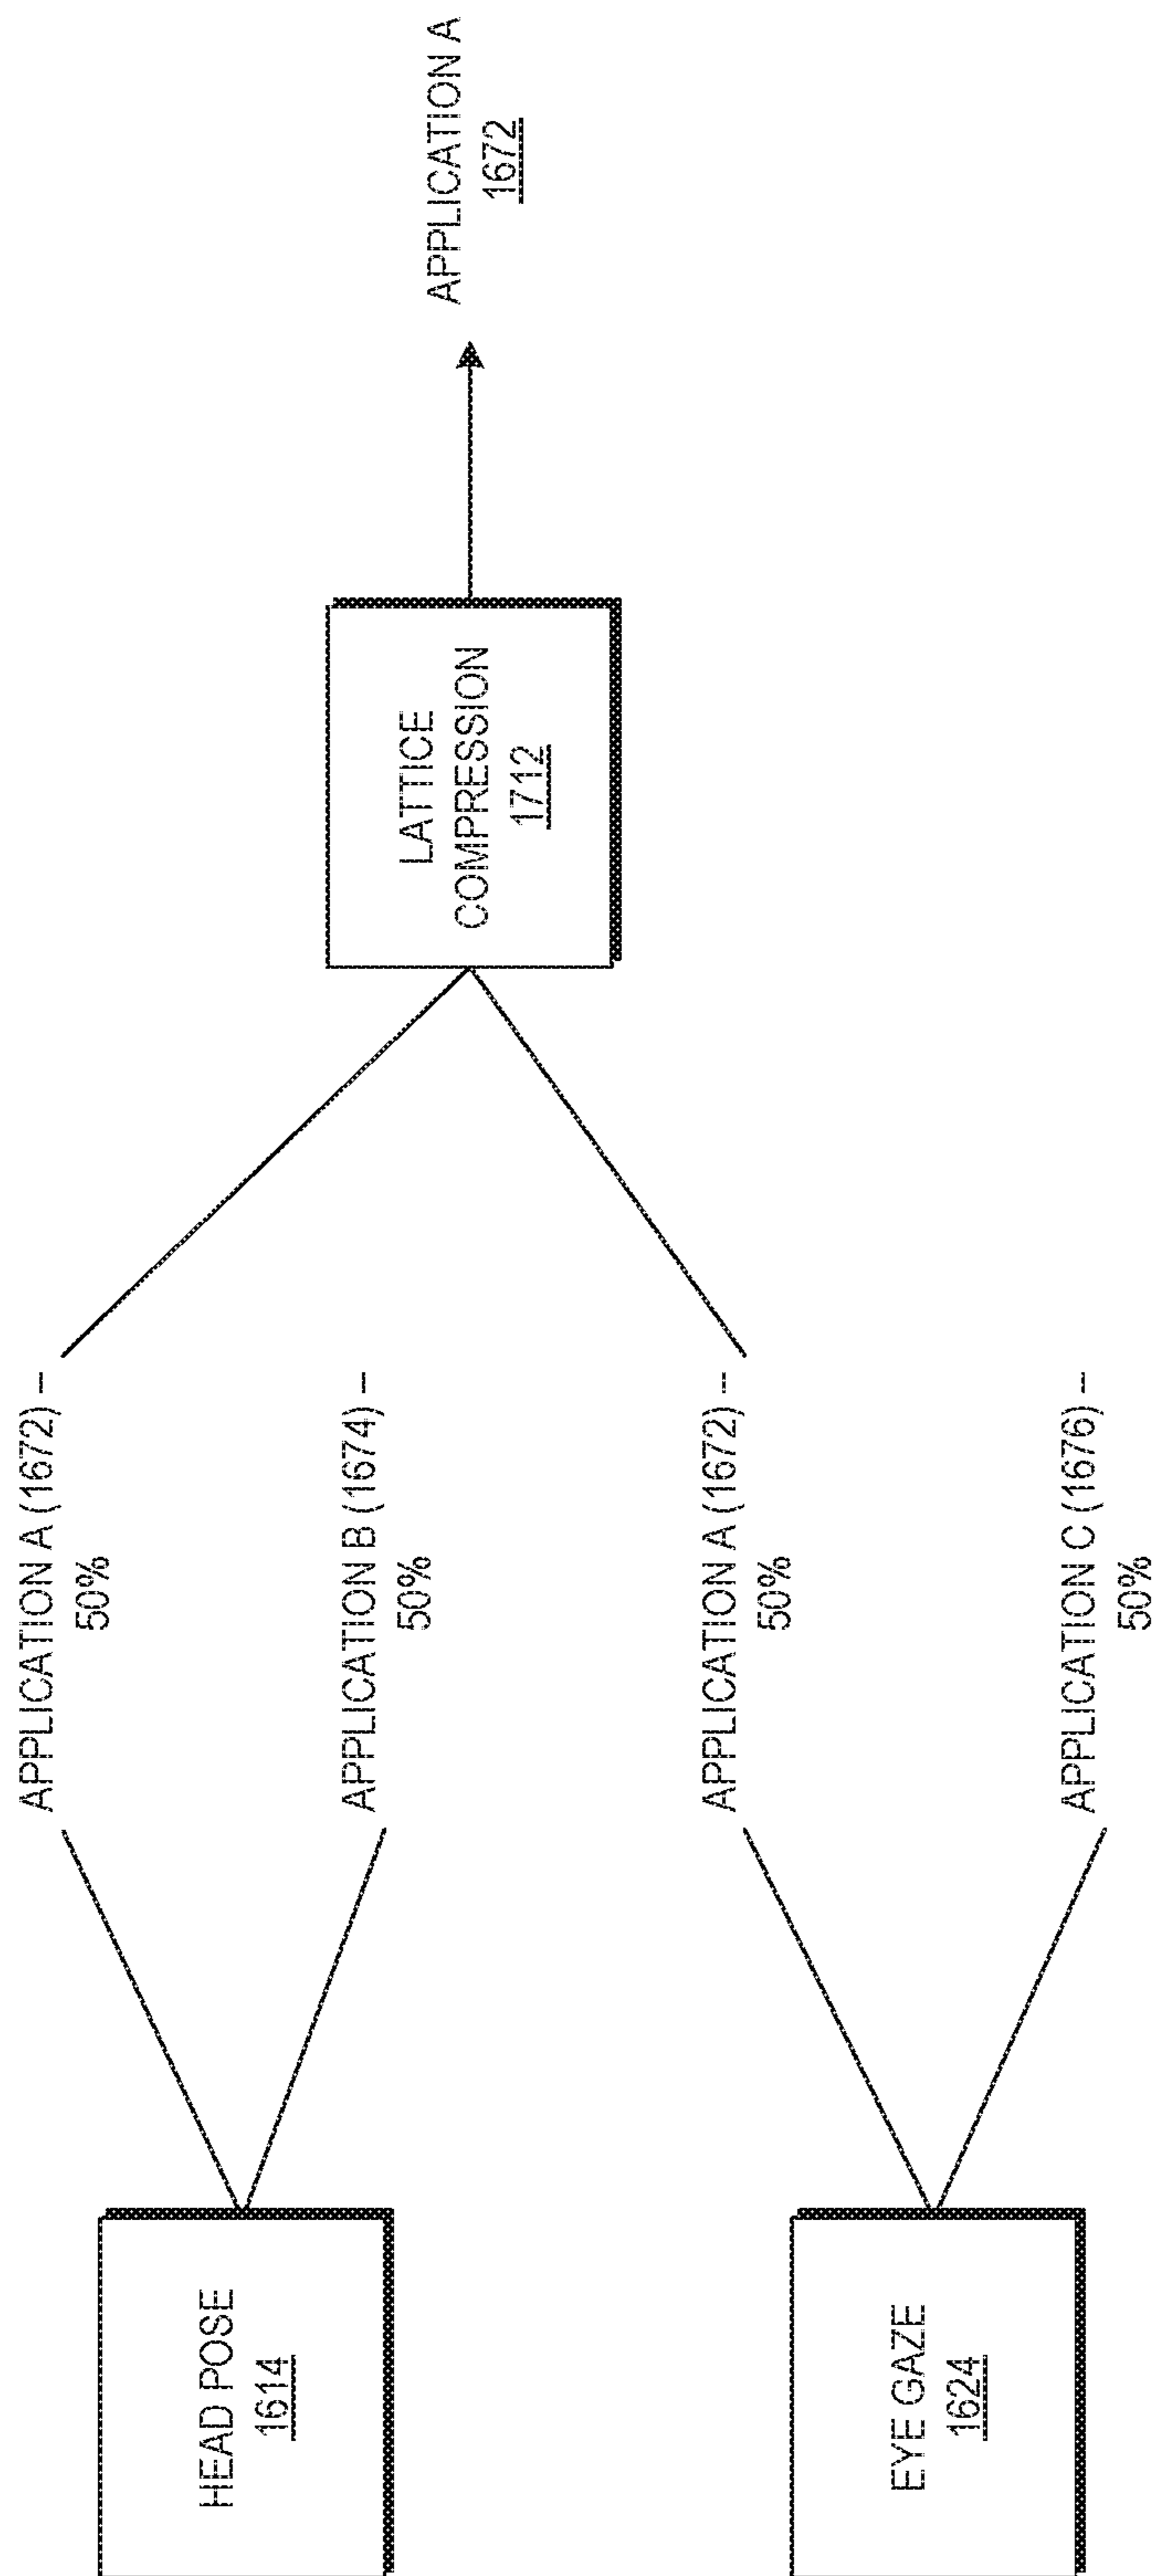 HEAD POSE
1614
EYE GAZE
1624
APPLICATION A (1672) –
50%
APPLICATION B (1674) –
50%
APPLICATION A (1672) --
50%
APPLICATION C (1676) –
50%
LATTICE
COMPRESSION
1712
APPLICATION A
1672